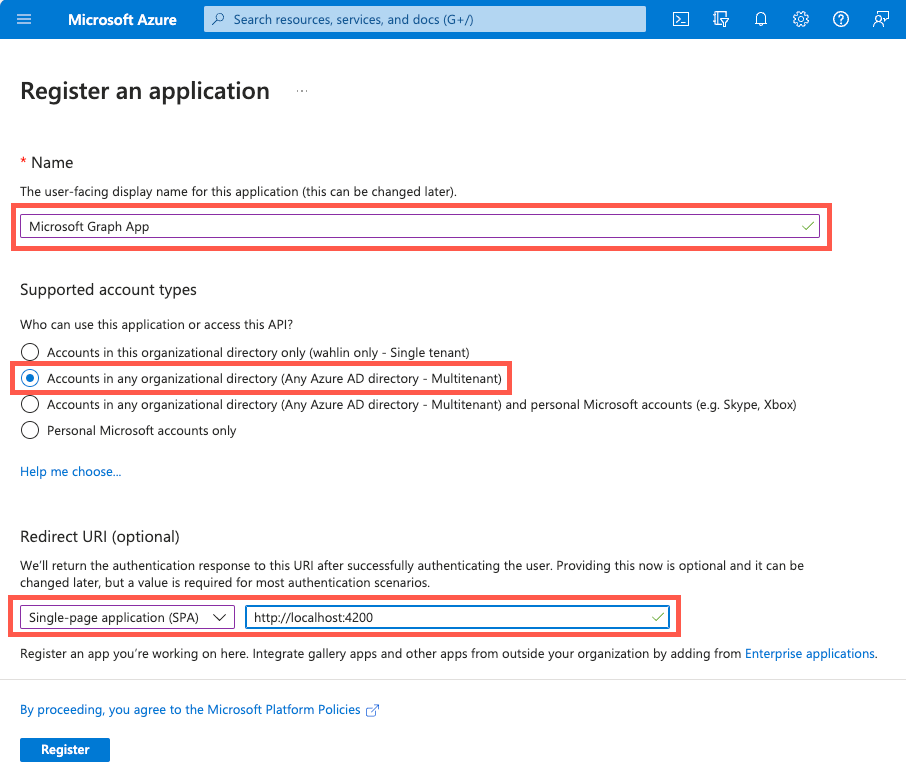 Microsoft Azure
Search resources, services, and docs (G+/)
Register an application
...
* Name
The user-facing display name for this application (this can be changed later).
Microsoft Graph App
Supported account types
Who can use this application or access this API?
Accounts in this organizational directory only (wahlin only - Single tenant)
Accounts in any organizational directory (Any Azure AD directory - Multitenant)
Accounts in any organizational directory (Any Azure AD directory - Multitenant) and personal Microsoft accounts (e.g. Skype, Xbox)
Personal Microsoft accounts only
Help me choose...
Redirect URI (optional)
We'll return the authentication response to this URI after successfully authenticating the user. Providing this now is optional and it can be
changed later, but a value is required for most authentication scenarios.
Single-page application (SPA)
http://localhost:4200
Register an app you're working on here. Integrate gallery apps and other apps from outside your organization by adding from Enterprise applications.
By proceeding, you agree to the Microsoft Platform Policies
Register